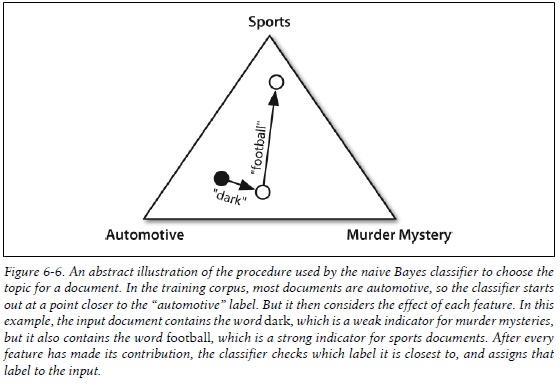 Sports
"football"
"dark"
Automotive
Murder Mystery
Figure 6-6. An abstract illustration of the procedure used by the naive Bayes classifier to choose the
topic for a document. In the training corpus, most documents are automotive, so the classifier starts
out at a point closer to the “automotive” label. But it then considers the effect of each feature. In this
example, the input document contains the word dark, which is a weak indicator for murder mysteries,
but it also contains the word football, which is a strong indicator for sports documents. After every
feature has made its contribution, the classifier checks which label it is closest to, and assigns that
label to the input.